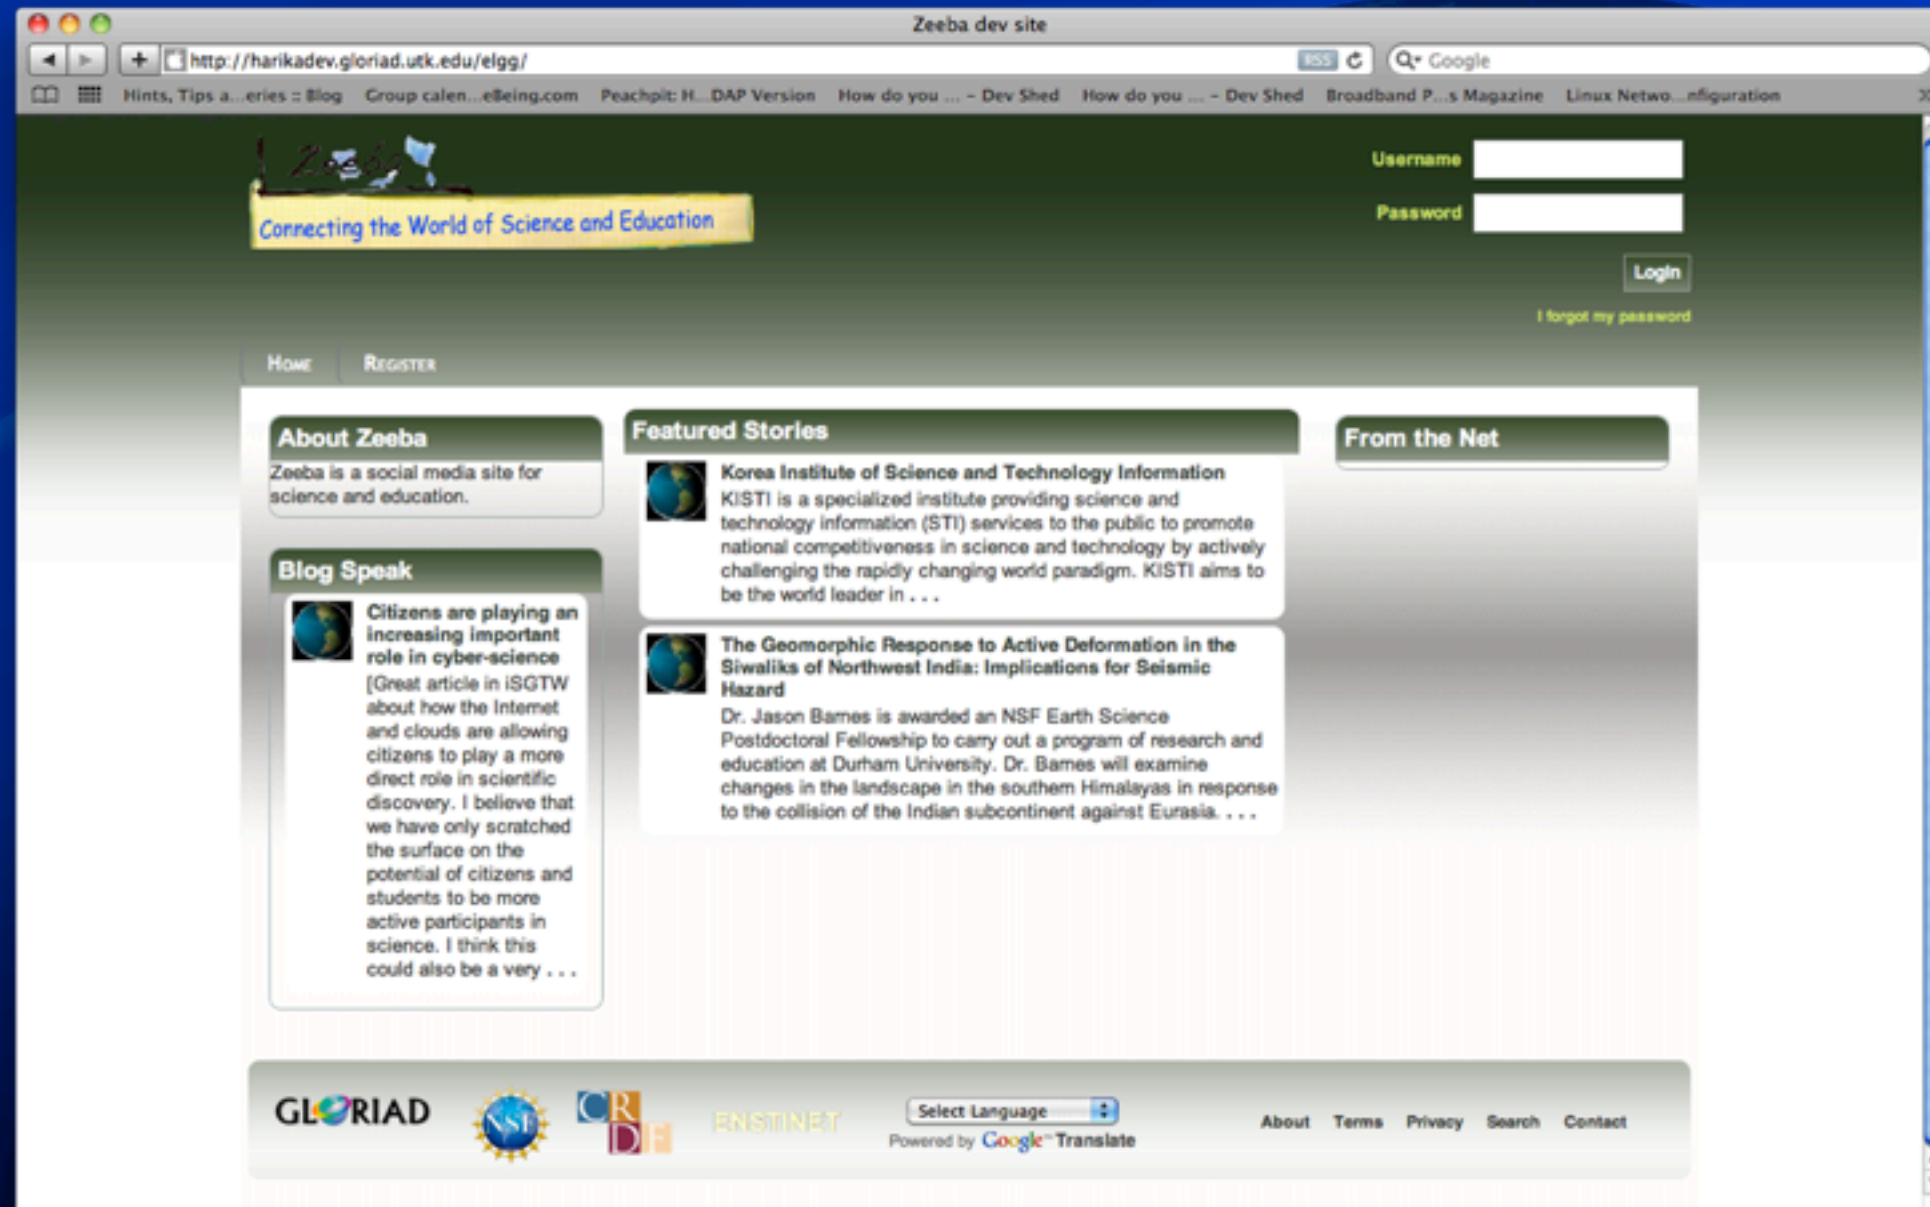 Zeeba dev site
http://harikadev.gloriad.utk.edu/elgg/
RSS
Google
Hints, Tips a...eries :: Blog Group calen...eBeing.com Peachpit: H...DAP Version How do you ... – Dev Shed How do you ... – Dev Shed Broadband P...s Magazine Linux Netwo...nfiguration
Zeeba
Connecting the World of Science and Education
Username
Password
Login
I forgot my password
Home Register
About Zeeba
Zeeba is a social media site for
science and education.
Blog Speak
Citizens are playing an
increasing important
role in cyber-science
[Great article in iSGTW
about how the Internet
and clouds are allowing
citizens to play a more
direct role in scientific
discovery. I believe that
we have only scratched
the surface on the
potential of citizens and
students to be more
active participants in
science. I think this
could also be a very . . .
Featured Stories
Korea Institute of Science and Technology Information
KISTI is a specialized institute providing science and
technology information (STI) services to the public to promote
national competitiveness in science and technology by actively
challenging the rapidly changing world paradigm. KISTI aims to
be the world leader in . . .
The Geomorphic Response to Active Deformation in the
Siwaliks of Northwest India: Implications for Seismic
Hazard
Dr. Jason Barnes is awarded an NSF Earth Science
Postdoctoral Fellowship to carry out a program of research and
education at Durham University. Dr. Barnes will examine
changes in the landscape in the southern Himalayas in response
to the collision of the Indian subcontinent against Eurasia. . . .
From the Net
GLORIAD
NSF
CRDF
ENSTINET
Select Language
Powered by Google™ Translate
About Terms Privacy Search Contact